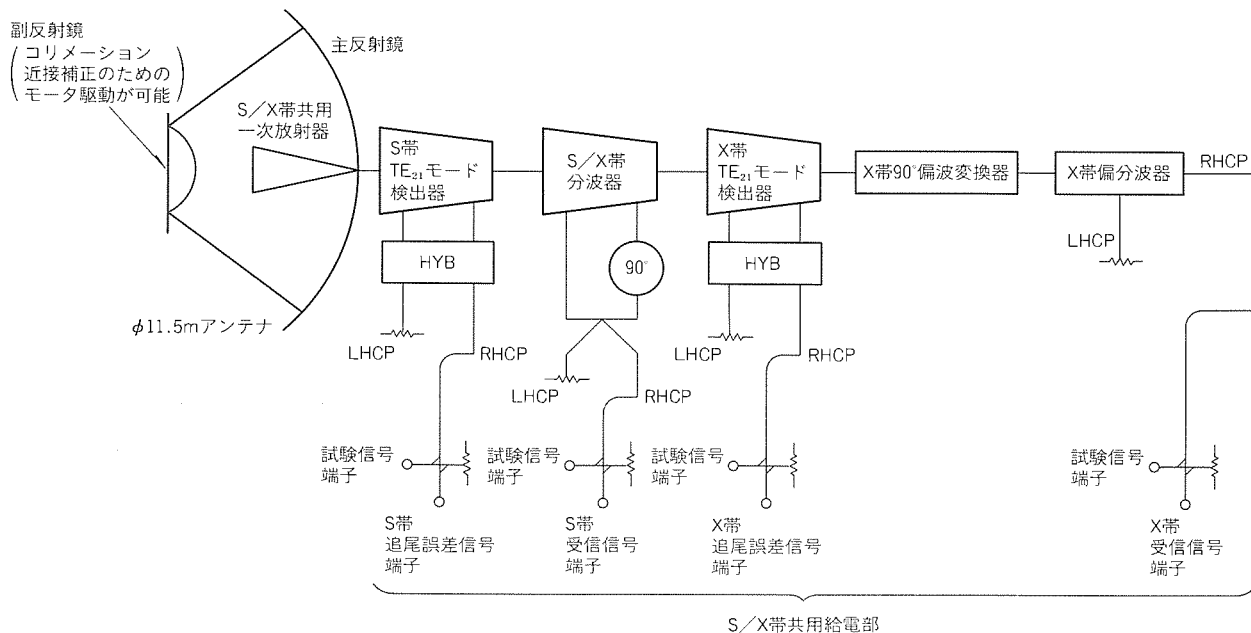 副反射鏡
コリメーション
近接補正のための
モータ駆動が可能
主反射鏡
S/X帯共用
一次放射器
φ11.5mアンテナ
S帯
TE₂₁モード
検出器
HYB
LHCP
RHCP
S/X帯
分波器
90°
LHCP
RHCP
X帯
TE₂₁モード
検出器
HYB
LHCP
RHCP
X帯90°偏波変換器
X帯偏分波器
RHCP
LHCP
試験信号
端子
S帯
追尾誤差信号
端子
試験信号
端子
S帯
受信信号
端子
試験信号
端子
X帯
追尾誤差信号
端子
試験信号
端子
X帯
受信信号
端子
S/X帯共用給電部